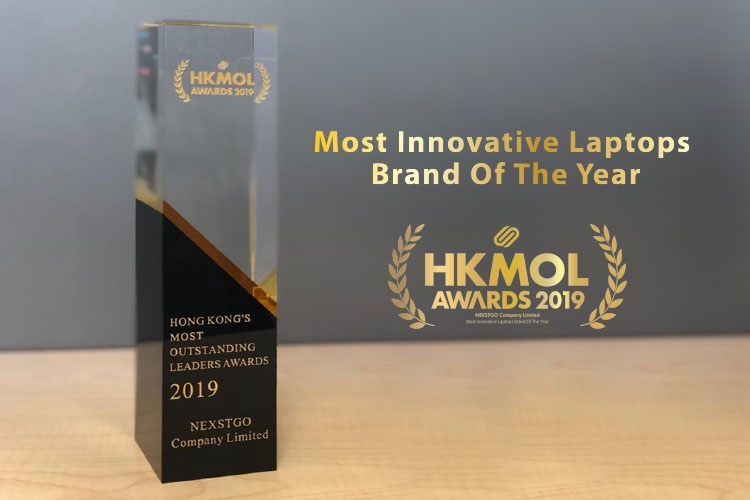 HKMOL
AWARDS 2019
HONG KONG'S
MOST
OUTSTANDING
LEADERS AWARDS
2019
NEXSTGO
Company Limited
Most Innovative Laptops
Brand Of The Year
HKMOL
AWARDS 2019
NEXSTGO Company Limited
Most Innovative Laptops Brand Of The Year